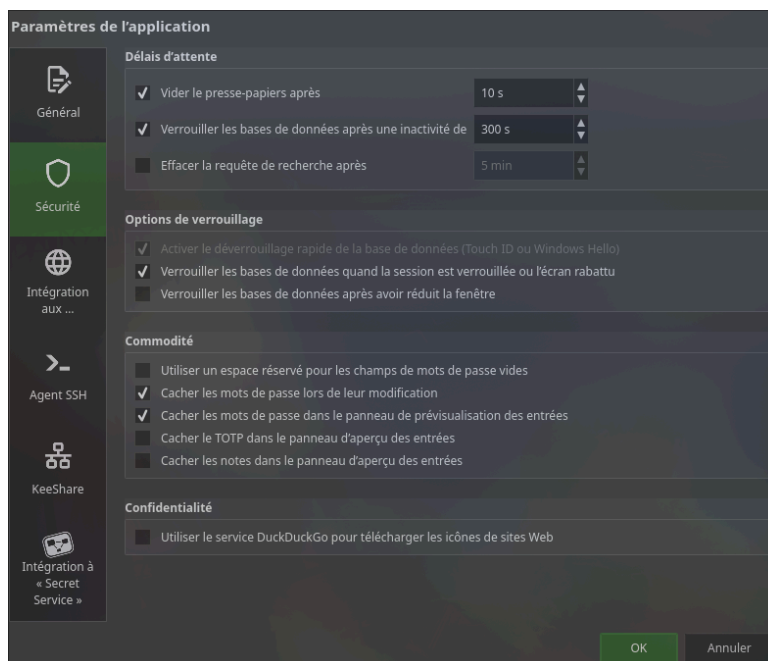 Paramètres de l’application
Délais d’attente
Vider le presse-papiers après
10 s
Général
Verrouiller les bases de données après une inactivité de
300 s
Effacer la requête de recherche après
5 min
Sécurité
Options de verrouillage
Activer le déverrouillage rapide de la base de données (Touch ID ou Windows Hello)
Verrouiller les bases de données quand la session est verrouillée ou l’écran rabattu
Verrouiller les bases de données après avoir réduit la fenêtre
Intégration
aux ...
Commodité
Utiliser un espace réservé pour les champs de mots de passe vides
Cacher les mots de passe lors de leur modification
Cacher les mots de passe dans le panneau de prévisualisation des entrées
Cacher le TOTP dans le panneau d’aperçu des entrées
Cacher les notes dans le panneau d’aperçu des entrées
Agent SSH
KeeShare
Confidentialité
Utiliser le service DuckDuckGo pour télécharger les icônes de sites Web
Intégration à
« Secret
Service »
OK
Annuler